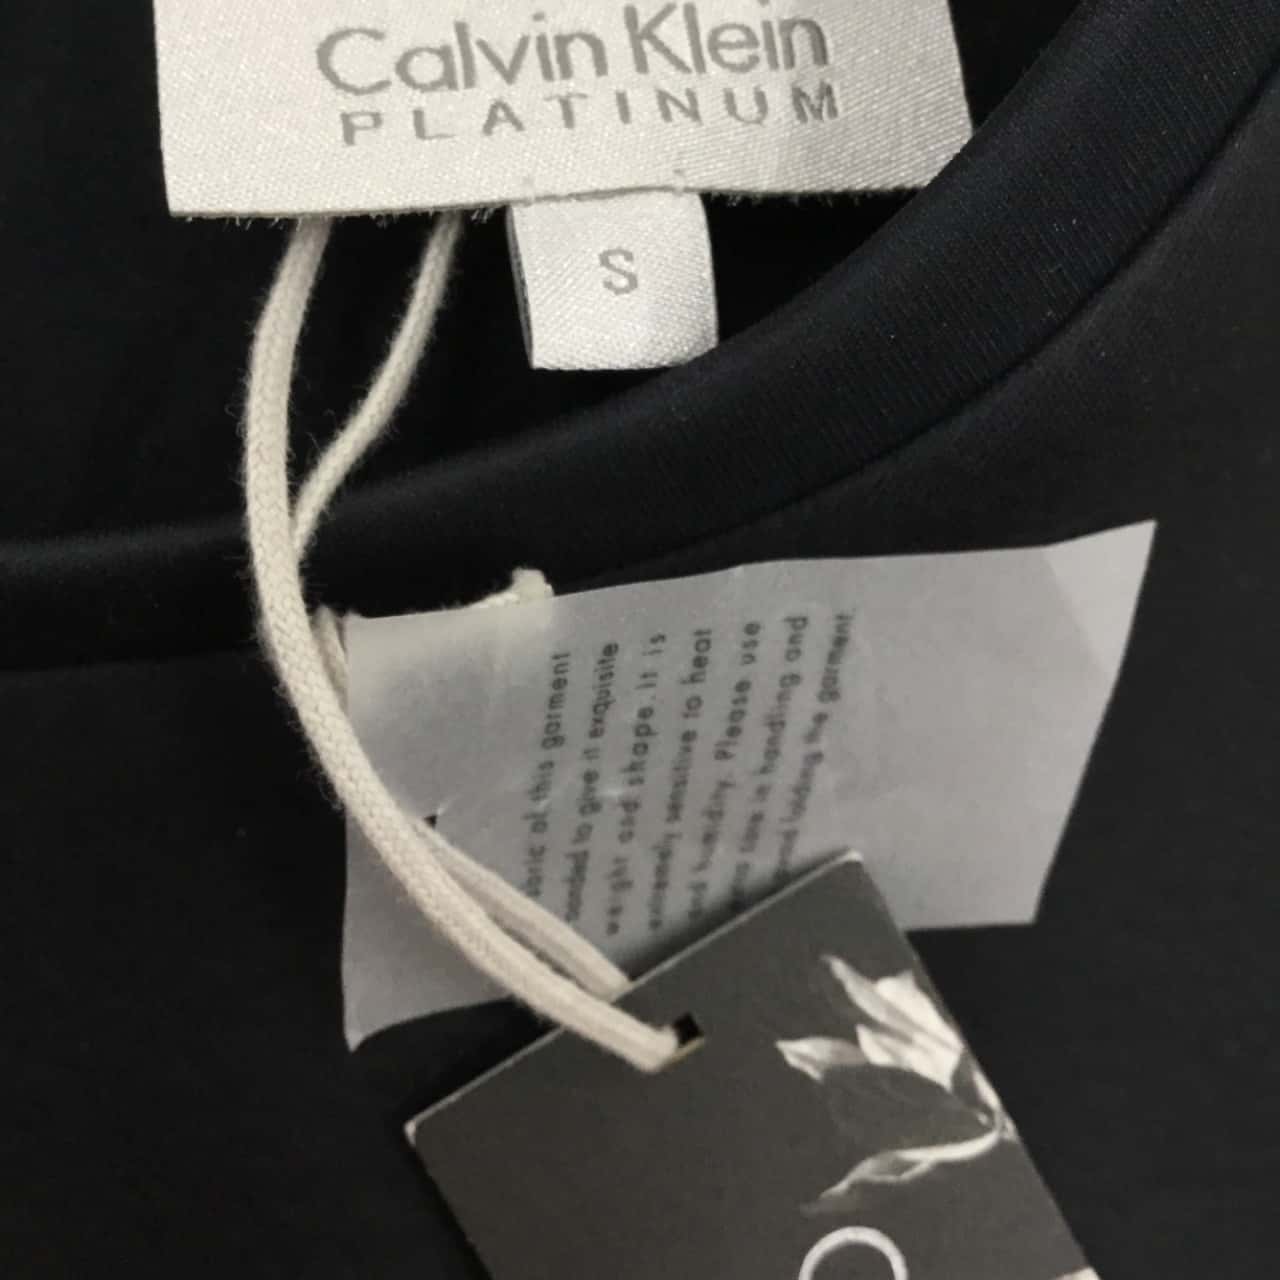 Calvin Klein
PLATINUM
S
of this garment
to give it exquisite
weight and shape. It is
extremely sensitive to heat
and humidity. Please use
care in handling and
folding the garment